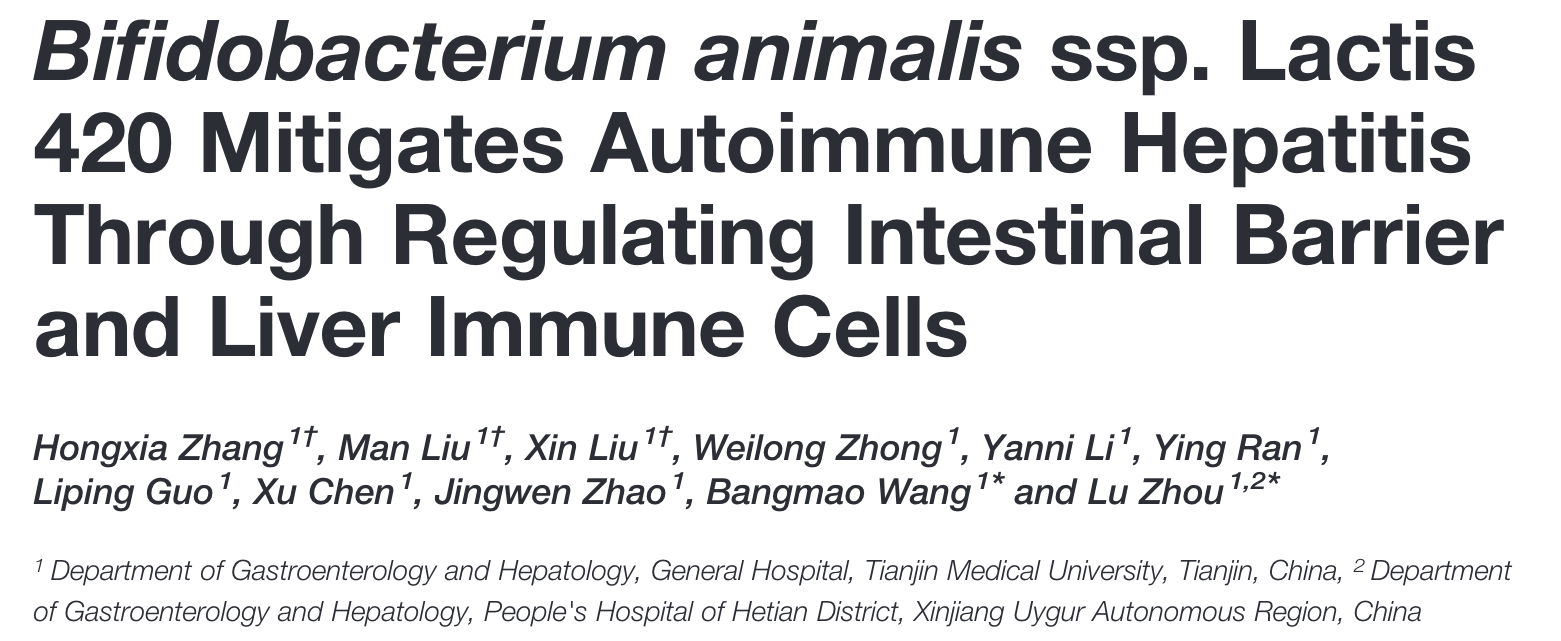 Bifidobacterium animalis ssp. Lactis
420 Mitigates Autoimmune Hepatitis
Through Regulating Intestinal Barrier
and Liver Immune Cells
Hongxia Zhang 1†, Man Liu 1†, Xin Liu 1†, Weilong Zhong 1, Yanni Li 1, Ying Ran 1,
Liping Guo 1, Xu Chen 1, Jingwen Zhao 1, Bangmao Wang 1* and Lu Zhou 1,2*
1 Department of Gastroenterology and Hepatology, General Hospital, Tianjin Medical University, Tianjin, China, 2 Department
of Gastroenterology and Hepatology, People's Hospital of Hetian District, Xinjiang Uygur Autonomous Region, China